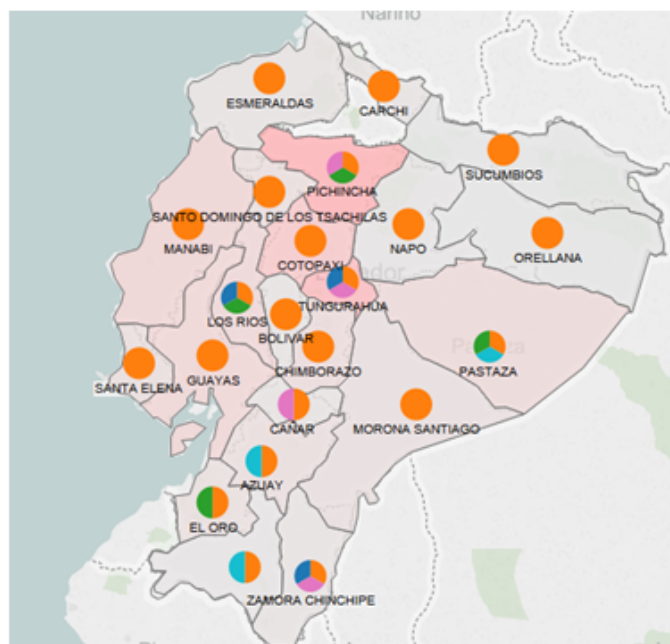 Nariño
ESMERALDAS
CARCHI
SUCUMBIOS
PICHINCHA
SANTO DOMINGO DE LOS TSACHILAS
MANABI
NAPO
ORELLANA
COTOPAXI
TUNGURAHUA
LOS RIOS
BOLIVAR
PASTAZA
CHIMBORAZO
GUAYAS
SANTA ELENA
CAÑAR
MORONA SANTIAGO
AZUAY
EL ORO
ZAMORA CHINCHIPE